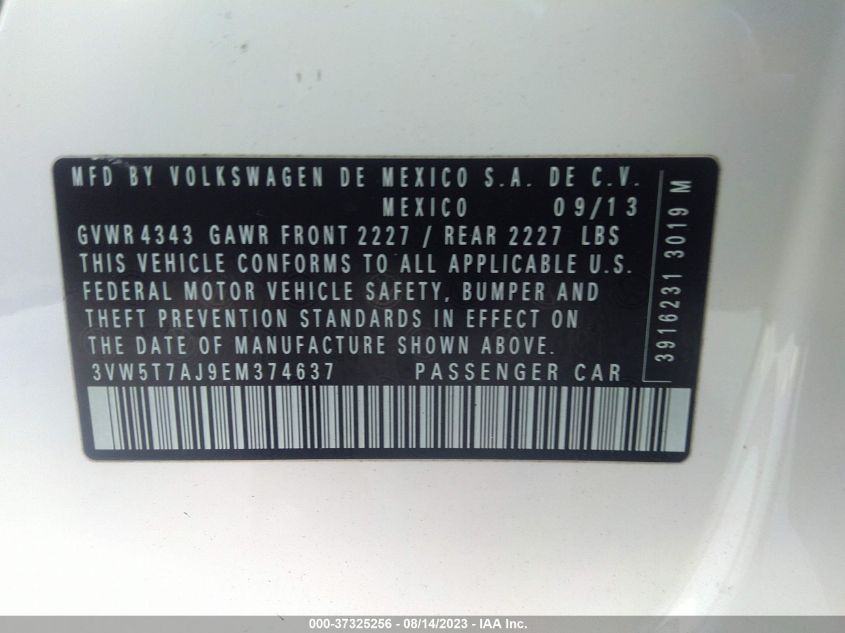 MFD BY VOLKSWAGEN DE MEXICO S.A. DE C.V.
MEXICO 09/13
GVWR 4343 GAWR FRONT 2227 / REAR 2227 LBS
THIS VEHICLE CONFORMS TO ALL APPLICABLE U.S.
FEDERAL MOTOR VEHICLE SAFETY, BUMPER AND
THEFT PREVENTION STANDARDS IN EFFECT ON
THE DATE OF MANUFACTURE SHOWN ABOVE.
3VW5T7AJ9EM374637 PASSENGER CAR
3916231 3019 M
000-37325256 - 08/14/2023 - IAA Inc.